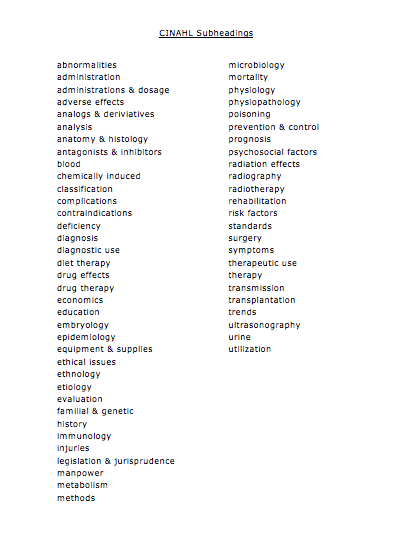 CINAHL Subheadings
abnormalities
administration
administrations & dosage
adverse effects
analogs & deriviatives
analysis
anatomy & histology
antagonists & inhibitors
blood
chemically induced
classification
complications
contraindications
deficiency
diagnosis
diagnostic use
diet therapy
drug effects
drug therapy
economics
education
embryology
epidemiology
equipment & supplies
ethical issues
ethnology
etiology
evaluation
familial & genetic
history
immunology
injuries
legislation & jurisprudence
manpower
metabolism
methods
microbiology
mortality
physiology
physiopathology
poisoning
prevention & control
prognosis
psychosocial factors
radiation effects
radiography
radiotherapy
rehabilitation
risk factors
standards
surgery
symptoms
therapeutic use
therapy
transmission
transplantation
trends
ultrasonography
urine
utilization